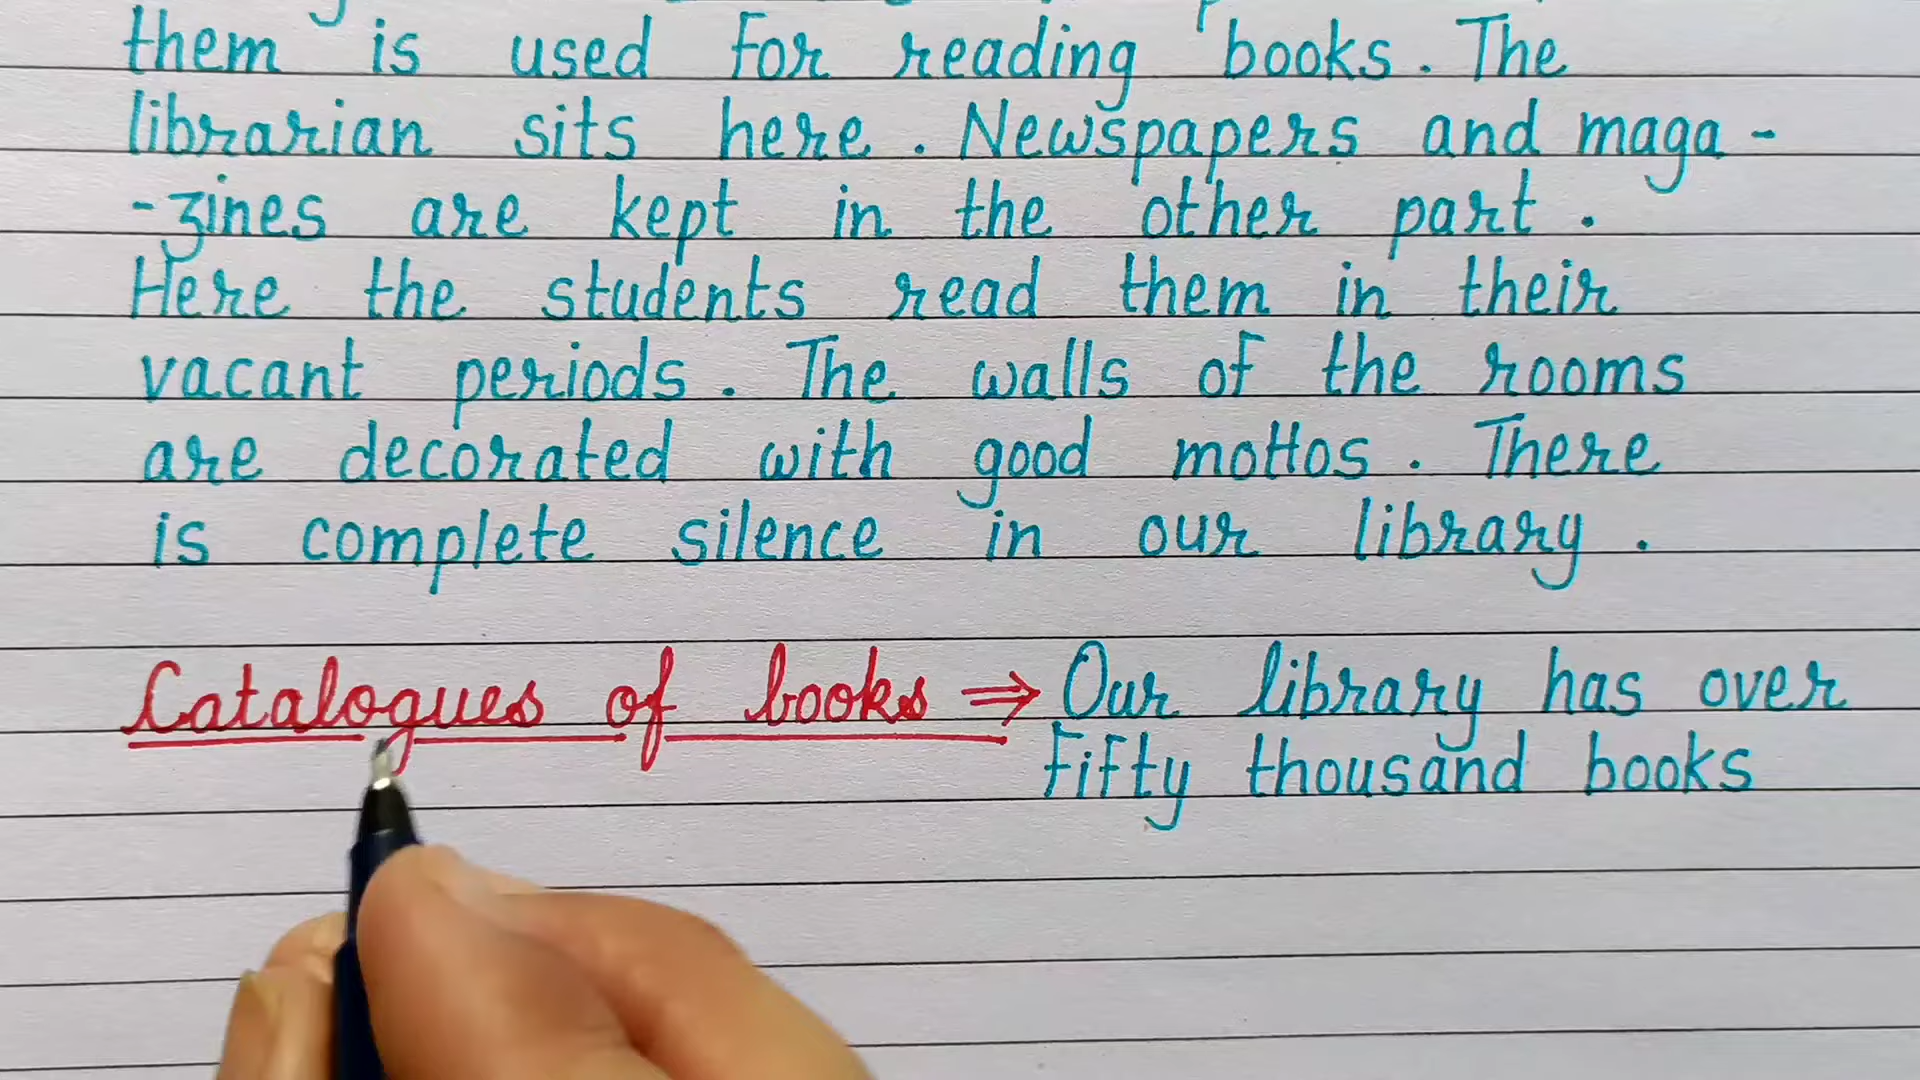 them is used for reading books. The
librarian sits here. Newspapers and maga-
-zines are kept in the other part.
Here the students read them in their
vacant periods. The walls of the rooms
are decorated with good mottos. There
is complete silence in our library.
Catalogues of books ⇒ Our library has over
fifty thousand books